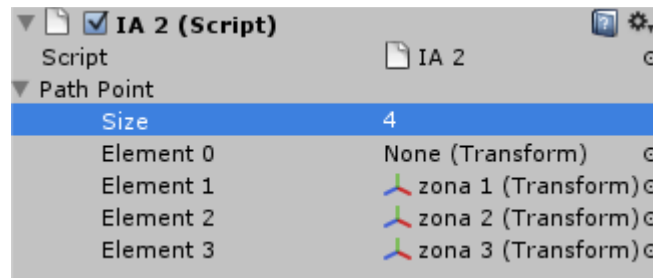 IA 2 (Script)
Script IA 2
Path Point
Size 4
Element 0 None (Transform)
Element 1 zona 1 (Transform)
Element 2 zona 2 (Transform)
Element 3 zona 3 (Transform)